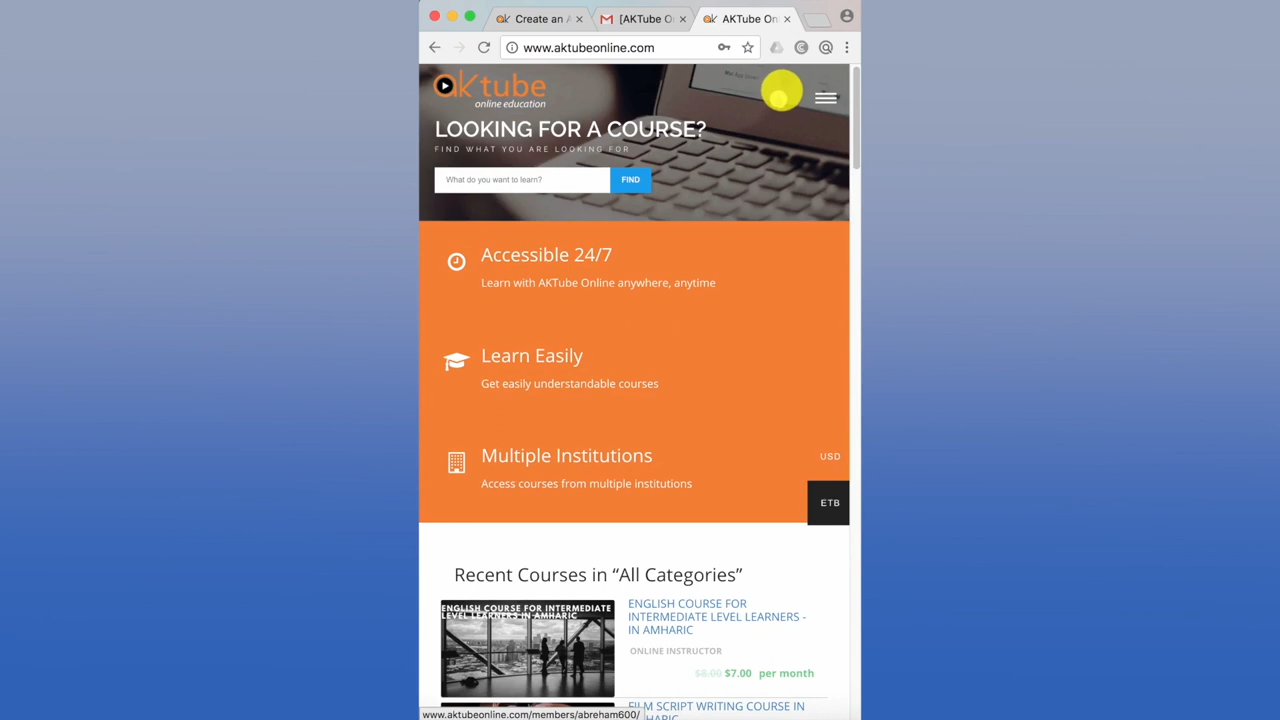 Create an A
[AKTube O
AKTube On
www.aktubeonline.com
aktube
online education
LOOKING FOR A COURSE?
FIND WHAT YOU ARE LOOKING FOR
What do you want to learn?
FIND
Accessible 24/7
Learn with AKTube Online anywhere, anytime
Learn Easily
Get easily understandable courses
Multiple Institutions
Access courses from multiple institutions
USD
ETB
Recent Courses in “All Categories”
ENGLISH COURSE FOR INTERMEDIATE
LEVEL LEARNERS IN AMHARIC
ENGLISH COURSE FOR
INTERMEDIATE LEVEL LEARNERS -
IN AMHARIC
ONLINE INSTRUCTOR
$8.00 $7.00 per month
FILM SCRIPT WRITING COURSE IN
AMHARIC
www.aktubeonline.com/members/abreham600/